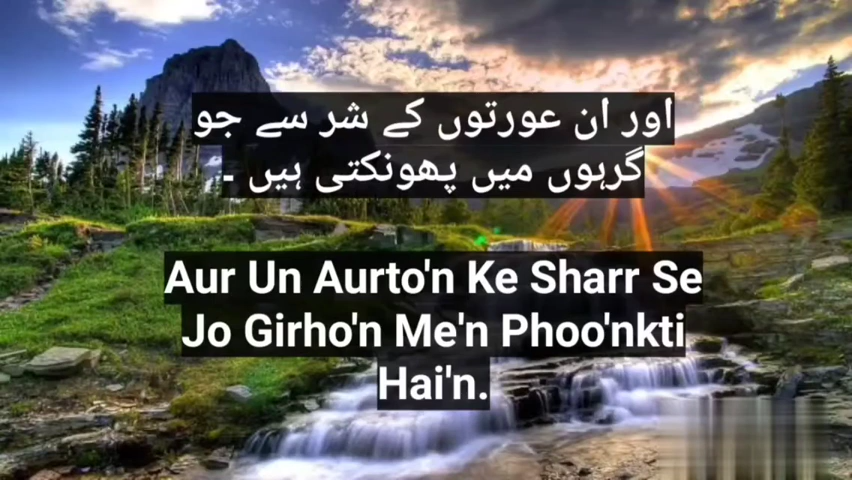 اور ان عورتوں کے شر سے جو
گرہوں میں پھونکتی ہیں ۔
Aur Un Aurto'n Ke Sharr Se
Jo Girho'n Me'n Phoo'nkti
Hai'n.